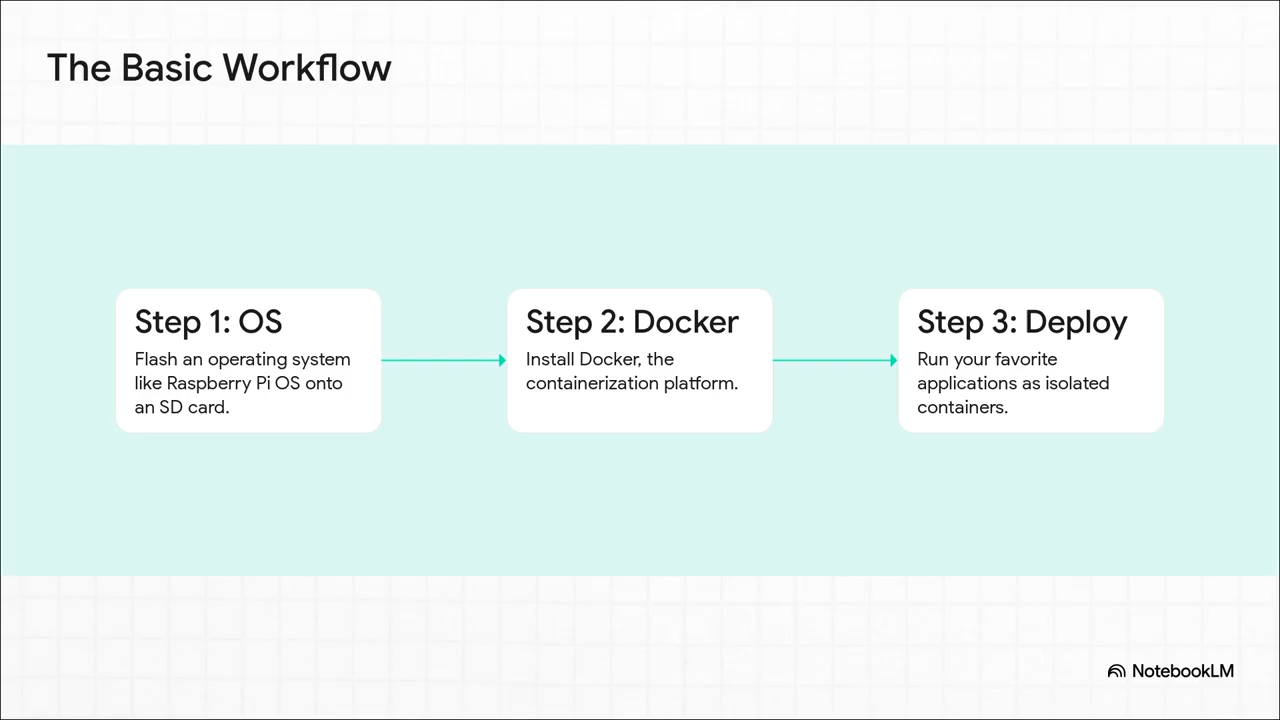 The Basic Workflow
Step 1: OS
Flash an operating system
like Raspberry Pi OS onto
an SD card.
Step 2: Docker
Install Docker, the
containerization platform.
Step 3: Deploy
Run your favorite
applications as isolated
containers.
NotebookLM